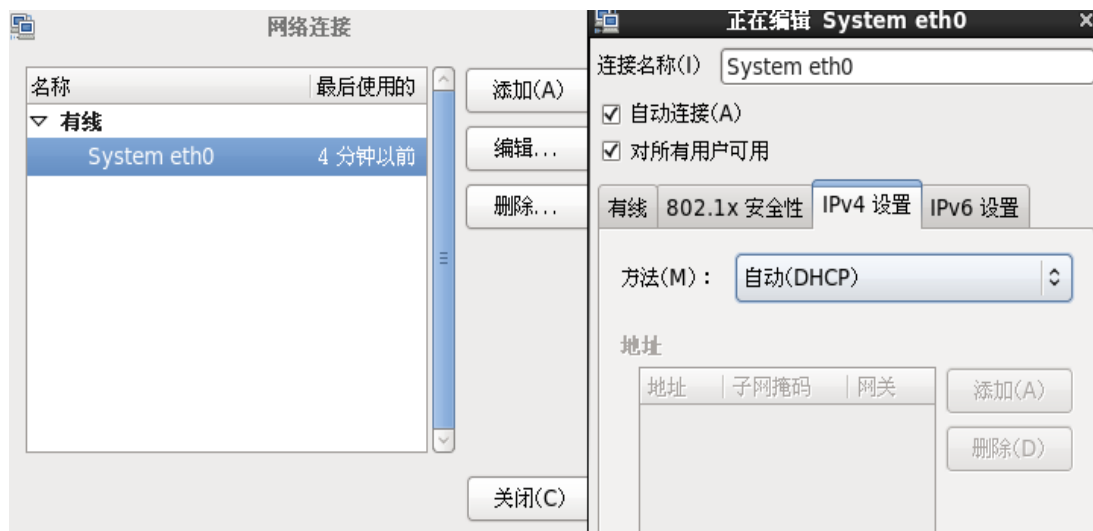 网络连接
名称 最后使用的
有线
System eth0 4 分钟以前
添加(A)
编辑...
删除...
关闭(C)
正在编辑 System eth0
连接名称(I) System eth0
自动连接(A)
对所有用户可用
有线 802.1x 安全性 IPv4 设置 IPv6 设置
方法(M)： 自动(DHCP)
地址
地址 子网掩码 网关
添加(A)
删除(D)